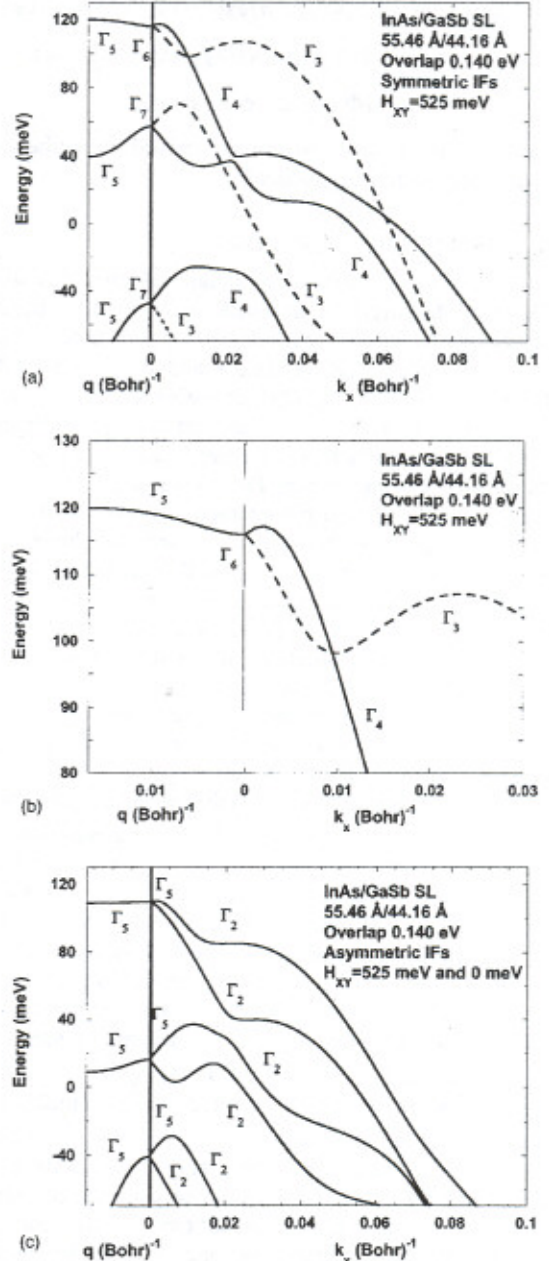 120
80
40
0
-40
Energy (meV)
Γ5
Γ6
Γ7
Γ5
Γ7
Γ5
Γ3
Γ4
Γ3
Γ4
Γ4
Γ3
InAs/GaSb SL
55.46 Å/44.16 Å
Overlap 0.140 eV
Symmetric IFs
HXY=525 meV
0 0.02 0.04 0.06 0.08 0.1
(a) q (Bohr)-1 kx (Bohr)-1
130
120
110
100
90
80
Energy (meV)
Γ5
Γ6
Γ3
Γ4
InAs/GaSb SL
55.46 Å/44.16 Å
Overlap 0.140 eV
HXY=525 meV
0.01 0 0.01 0.02 0.03
(b) q (Bohr)-1 kx (Bohr)-1
120
80
40
0
-40
Energy (meV)
Γ5
Γ5
Γ2
Γ2
Γ5
Γ5
Γ2
Γ2
Γ5
Γ5
Γ2
Γ2
InAs/GaSb SL
55.46 Å/44.16 Å
Overlap 0.140 eV
Asymmetric IFs
HXY=525 meV and 0 meV
0 0.02 0.04 0.06 0.08 0.1
(c) q (Bohr)-1 kx (Bohr)-1